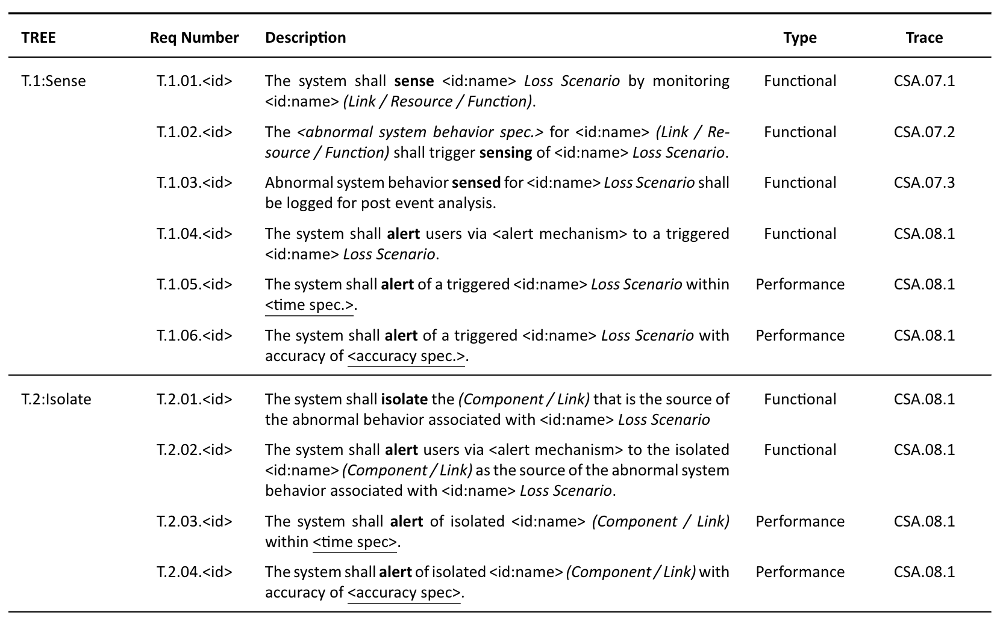 TREE Req Number Description Type Trace
T.1:Sense T.1.01.<id> The system shall sense <id:name> Loss Scenario by monitoring Functional CSA.07.1
<id:name> (Link / Resource / Function).
T.1.02.<id> The <abnormal system behavior spec.> for <id:name> (Link / Re- Functional CSA.07.2
source / Function) shall trigger sensing of <id:name> Loss Scenario.
T.1.03.<id> Abnormal system behavior sensed for <id:name> Loss Scenario shall Functional CSA.07.3
be logged for post event analysis.
T.1.04.<id> The system shall alert users via <alert mechanism> to a triggered Functional CSA.08.1
<id:name> Loss Scenario.
T.1.05.<id> The system shall alert of a triggered <id:name> Loss Scenario within Performance CSA.08.1
<time spec.>.
T.1.06.<id> The system shall alert of a triggered <id:name> Loss Scenario with Performance CSA.08.1
accuracy of <accuracy spec.>.
T.2:Isolate T.2.01.<id> The system shall isolate the (Component / Link) that is the source of Functional CSA.08.1
the abnormal behavior associated with <id:name> Loss Scenario
T.2.02.<id> The system shall alert users via <alert mechanism> to the isolated Functional CSA.08.1
<id:name> (Component / Link) as the source of the abnormal system
behavior associated with <id:name> Loss Scenario.
T.2.03.<id> The system shall alert of isolated <id:name> (Component / Link) Performance CSA.08.1
within <time spec>.
T.2.04.<id> The system shall alert of isolated <id:name> (Component / Link) with Performance CSA.08.1
accuracy of <accuracy spec>.